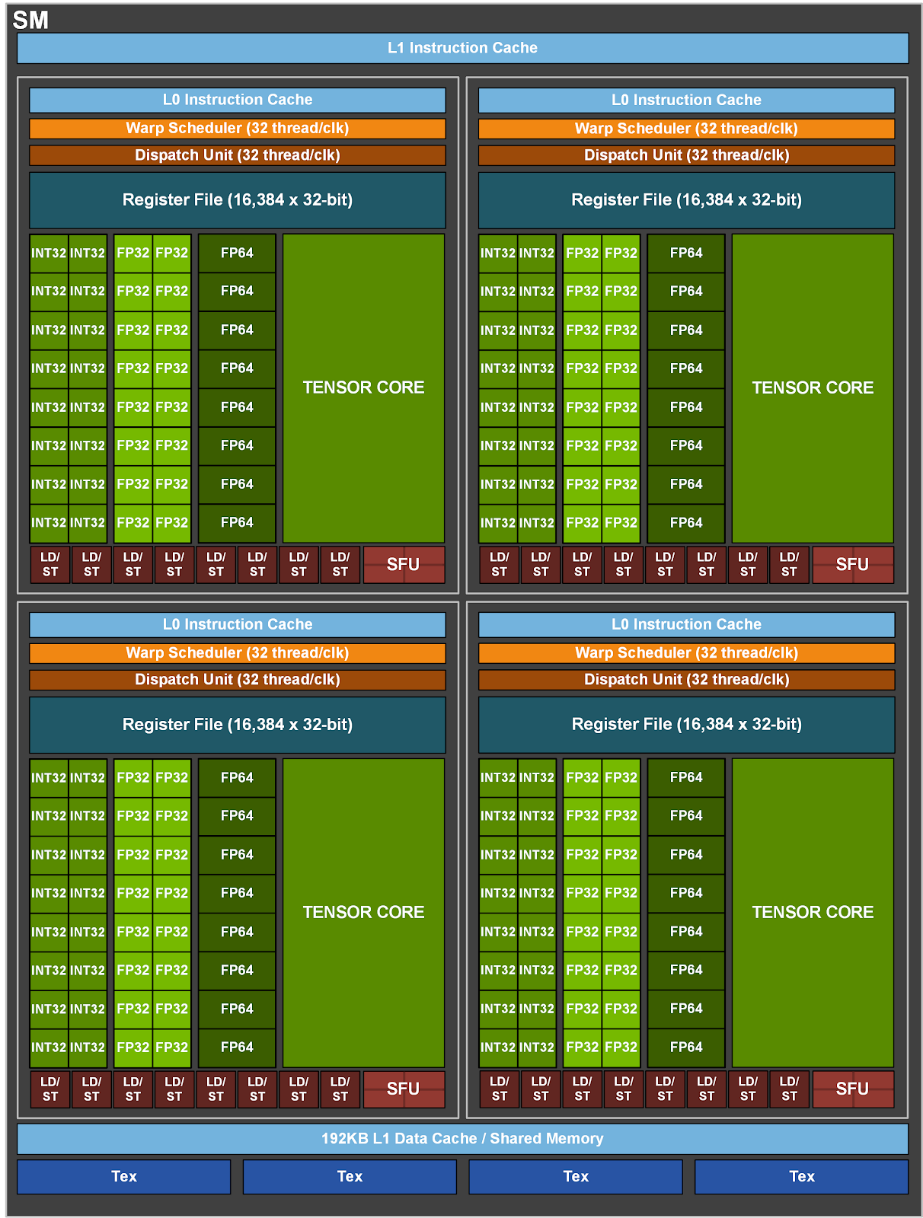 SM
L1 Instruction Cache
L0 Instruction Cache L0 Instruction Cache
Warp Scheduler (32 thread/clk) Warp Scheduler (32 thread/clk)
Dispatch Unit (32 thread/clk) Dispatch Unit (32 thread/clk)
Register File (16,384 x 32-bit) Register File (16,384 x 32-bit)
INT32 INT32 FP32 FP32 FP64 INT32 INT32 FP32 FP32 FP64
INT32 INT32 FP32 FP32 FP64 INT32 INT32 FP32 FP32 FP64
INT32 INT32 FP32 FP32 FP64 INT32 INT32 FP32 FP32 FP64
INT32 INT32 FP32 FP32 FP64 INT32 INT32 FP32 FP32 FP64
TENSOR CORE TENSOR CORE
INT32 INT32 FP32 FP32 FP64 INT32 INT32 FP32 FP32 FP64
INT32 INT32 FP32 FP32 FP64 INT32 INT32 FP32 FP32 FP64
INT32 INT32 FP32 FP32 FP64 INT32 INT32 FP32 FP32 FP64
INT32 INT32 FP32 FP32 FP64 INT32 INT32 FP32 FP32 FP64
LD/ LD/ LD/ LD/ LD/ LD/ LD/ LD/ SFU LD/ LD/ LD/ LD/ LD/ LD/ LD/ LD/ SFU
ST ST ST ST ST ST ST ST ST ST ST ST ST ST ST ST
L0 Instruction Cache L0 Instruction Cache
Warp Scheduler (32 thread/clk) Warp Scheduler (32 thread/clk)
Dispatch Unit (32 thread/clk) Dispatch Unit (32 thread/clk)
Register File (16,384 x 32-bit) Register File (16,384 x 32-bit)
INT32 INT32 FP32 FP32 FP64 INT32 INT32 FP32 FP32 FP64
INT32 INT32 FP32 FP32 FP64 INT32 INT32 FP32 FP32 FP64
INT32 INT32 FP32 FP32 FP64 INT32 INT32 FP32 FP32 FP64
INT32 INT32 FP32 FP32 FP64 INT32 INT32 FP32 FP32 FP64
TENSOR CORE TENSOR CORE
INT32 INT32 FP32 FP32 FP64 INT32 INT32 FP32 FP32 FP64
INT32 INT32 FP32 FP32 FP64 INT32 INT32 FP32 FP32 FP64
INT32 INT32 FP32 FP32 FP64 INT32 INT32 FP32 FP32 FP64
INT32 INT32 FP32 FP32 FP64 INT32 INT32 FP32 FP32 FP64
LD/ LD/ LD/ LD/ LD/ LD/ LD/ LD/ SFU LD/ LD/ LD/ LD/ LD/ LD/ LD/ LD/ SFU
ST ST ST ST ST ST ST ST ST ST ST ST ST ST ST ST
192KB L1 Data Cache / Shared Memory
Tex Tex Tex Tex